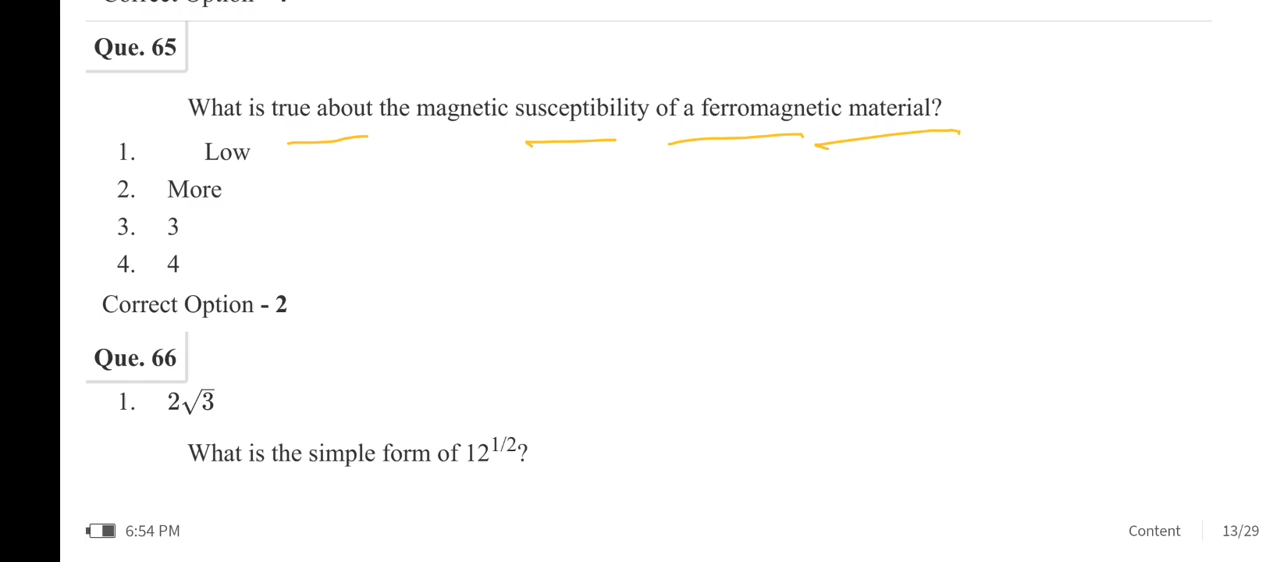 Que. 65
What is true about the magnetic susceptibility of a ferromagnetic material?
1. Low
2. More
3. 3
4. 4
Correct Option - 2
Que. 66
1. 2√3
What is the simple form of 12^{1/2}?
6:54 PM Content 13/29